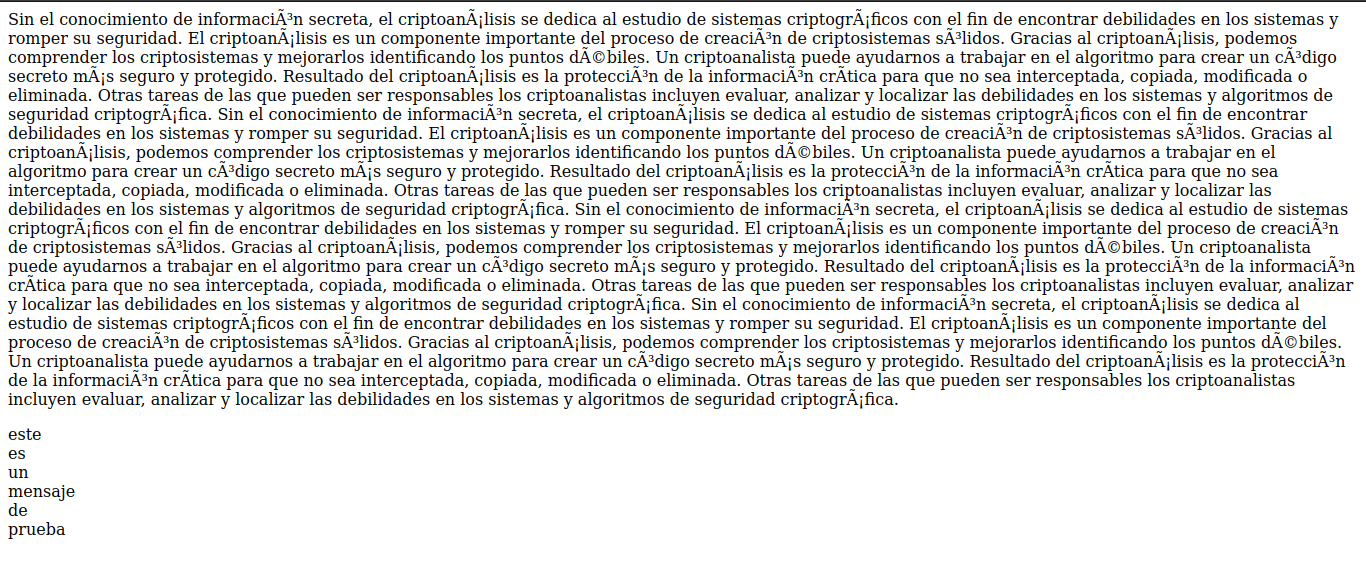 Sin el conocimiento de informaciÃ³n secreta, el criptoanÃ¡lisis se dedica al estudio de sistemas criptogrÃ¡ficos con el fin de encontrar debilidades en los sistemas y
romper su seguridad. El criptoanÃ¡lisis es un componente importante del proceso de creaciÃ³n de criptosistemas sÃ³lidos. Gracias al criptoanÃ¡lisis, podemos
comprender los criptosistemas y mejorarlos identificando los puntos dÃ©biles. Un criptoanalista puede ayudarnos a trabajar en el algoritmo para crear un cÃ³digo
secreto mÃ¡s seguro y protegido. Resultado del criptoanÃ¡lisis es la protecciÃ³n de la informaciÃ³n crÃ­tica para que no sea interceptada, copiada, modificada o
eliminada. Otras tareas de las que pueden ser responsables los criptoanalistas incluyen evaluar, analizar y localizar las debilidades en los sistemas y algoritmos de
seguridad criptogrÃ¡fica. Sin el conocimiento de informaciÃ³n secreta, el criptoanÃ¡lisis se dedica al estudio de sistemas criptogrÃ¡ficos con el fin de encontrar
debilidades en los sistemas y romper su seguridad. El criptoanÃ¡lisis es un componente importante del proceso de creaciÃ³n de criptosistemas sÃ³lidos. Gracias al
criptoanÃ¡lisis, podemos comprender los criptosistemas y mejorarlos identificando los puntos dÃ©biles. Un criptoanalista puede ayudarnos a trabajar en el
algoritmo para crear un cÃ³digo secreto mÃ¡s seguro y protegido. Resultado del criptoanÃ¡lisis es la protecciÃ³n de la informaciÃ³n crÃ­tica para que no sea
interceptada, copiada, modificada o eliminada. Otras tareas de las que pueden ser responsables los criptoanalistas incluyen evaluar, analizar y localizar las
debilidades en los sistemas y algoritmos de seguridad criptogrÃ¡fica. Sin el conocimiento de informaciÃ³n secreta, el criptoanÃ¡lisis se dedica al estudio de sistemas
criptogrÃ¡ficos con el fin de encontrar debilidades en los sistemas y romper su seguridad. El criptoanÃ¡lisis es un componente importante del proceso de creaciÃ³n
de criptosistemas sÃ³lidos. Gracias al criptoanÃ¡lisis, podemos comprender los criptosistemas y mejorarlos identificando los puntos dÃ©biles. Un criptoanalista
puede ayudarnos a trabajar en el algoritmo para crear un cÃ³digo secreto mÃ¡s seguro y protegido. Resultado del criptoanÃ¡lisis es la protecciÃ³n de la informaciÃ³n
crÃ­tica para que no sea interceptada, copiada, modificada o eliminada. Otras tareas de las que pueden ser responsables los criptoanalistas incluyen evaluar, analizar
y localizar las debilidades en los sistemas y algoritmos de seguridad criptogrÃ¡fica. Sin el conocimiento de informaciÃ³n secreta, el criptoanÃ¡lisis se dedica al
estudio de sistemas criptogrÃ¡ficos con el fin de encontrar debilidades en los sistemas y romper su seguridad. El criptoanÃ¡lisis es un componente importante del
proceso de creaciÃ³n de criptosistemas sÃ³lidos. Gracias al criptoanÃ¡lisis, podemos comprender los criptosistemas y mejorarlos identificando los puntos dÃ©biles.
Un criptoanalista puede ayudarnos a trabajar en el algoritmo para crear un cÃ³digo secreto mÃ¡s seguro y protegido. Resultado del criptoanÃ¡lisis es la protecciÃ³n
de la informaciÃ³n crÃ­tica para que no sea interceptada, copiada, modificada o eliminada. Otras tareas de las que pueden ser responsables los criptoanalistas
incluyen evaluar, analizar y localizar las debilidades en los sistemas y algoritmos de seguridad criptogrÃ¡fica.
este
es
un
mensaje
de
prueba